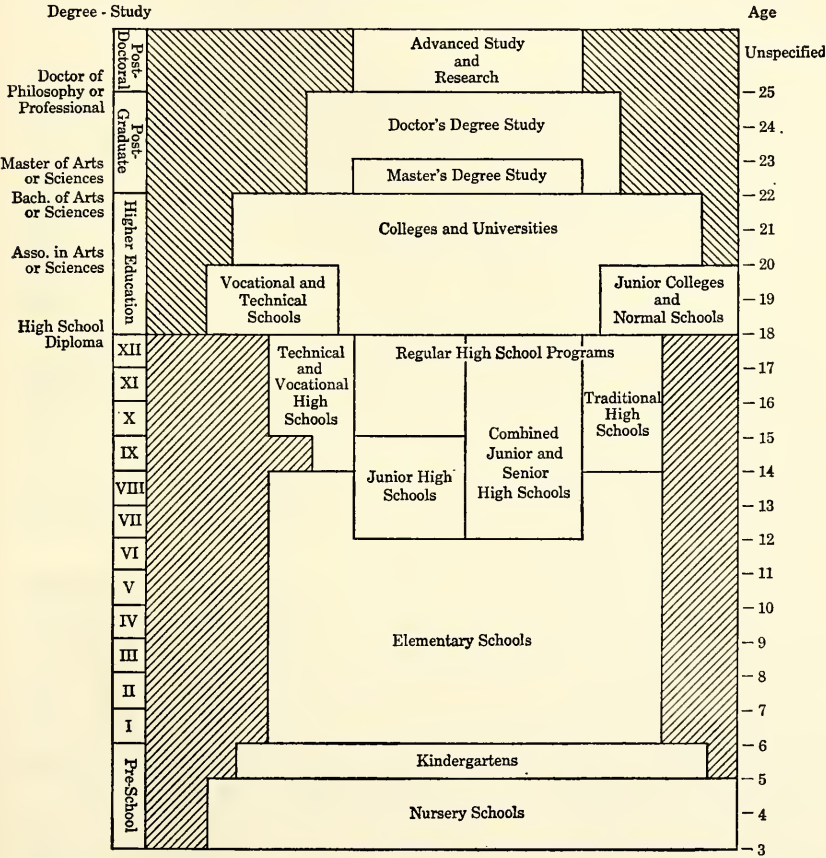 Degree - Study
Age
Post-
Doctoral
Advanced Study
and
Research
Unspecified
Doctor of
Philosophy or
Professional
25
Post-
Graduate
Doctor's Degree Study
24
23
Master of Arts
or Sciences
Master's Degree Study
Bach. of Arts
or Sciences
22
Higher Education
Colleges and Universities
21
Asso. in Arts
or Sciences
20
Vocational and
Technical
Schools
Junior Colleges
and
Normal Schools
19
High School
Diploma
18
XII
Technical
and
Vocational
High
Schools
Regular High School Programs
17
XI
Traditional
High
Schools
16
X
15
IX
Combined
Junior and
Senior
High Schools
14
Junior High
Schools
VIII
13
VII
12
VI
11
V
10
IV
Elementary Schools
9
III
8
II
7
I
6
Pre-School
Kindergartens
5
Nursery Schools
4
3